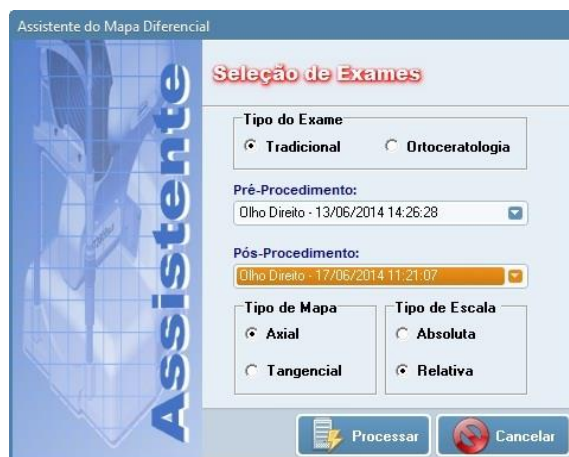 Assistente do Mapa Diferencial
Assistente
Seleção de Exames
Tipo do Exame
Tradicional Ortoceratologia
Pré-Procedimento:
Olho Direito - 13/06/2014 14:26:28
Pós-Procedimento:
Olho Direito - 17/06/2014 11:21:07
Tipo de Mapa Tipo de Escala
Axial Absoluta
Tangencial Relativa
Processar Cancelar